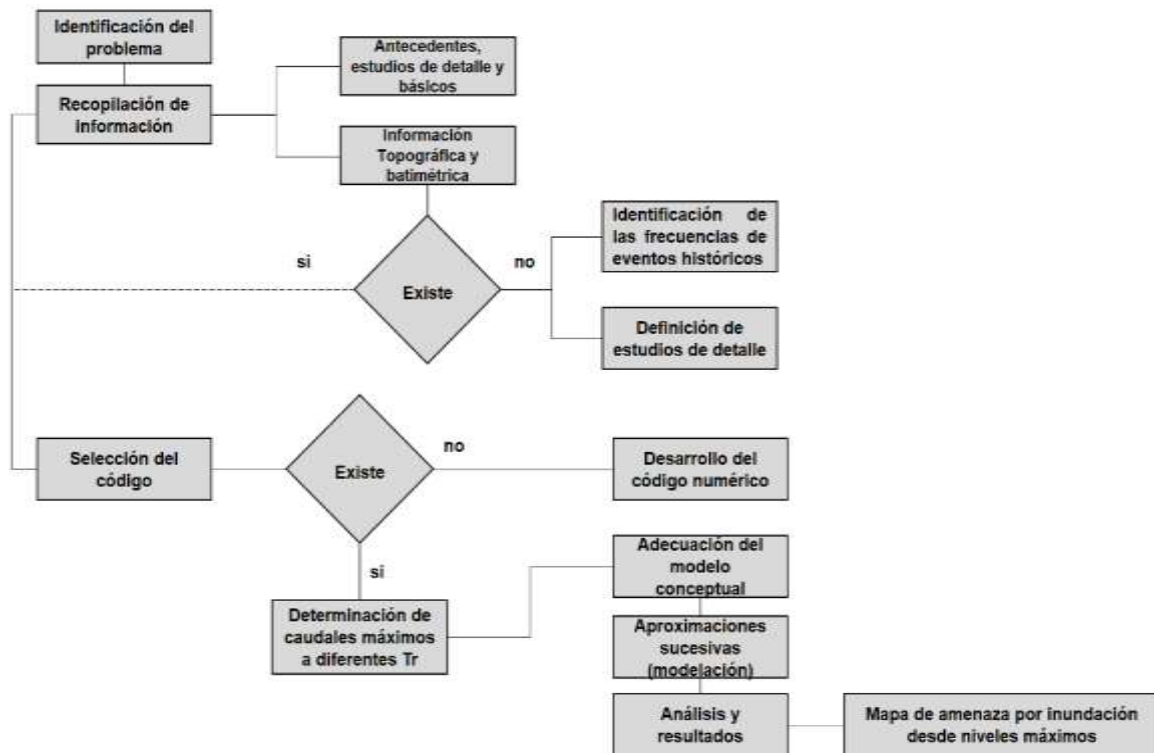 Identificación del
problema
Recopilación de
información
Antecedentes,
estudios de detalle y
básicos
Información
Topográfica y
batimétrica
Identificación de
las frecuencias de
eventos históricos
si
no
Existe
Definición de
estudios de detalle
Selección del
código
Existe
no
Desarrollo del
código numérico
si
Adecuación del
modelo
conceptual
Determinación de
caudales máximos
a diferentes Tr
Aproximaciones
sucesivas
(modelación)
Análisis y
resultados
Mapa de amenaza por inundación
desde niveles máximos